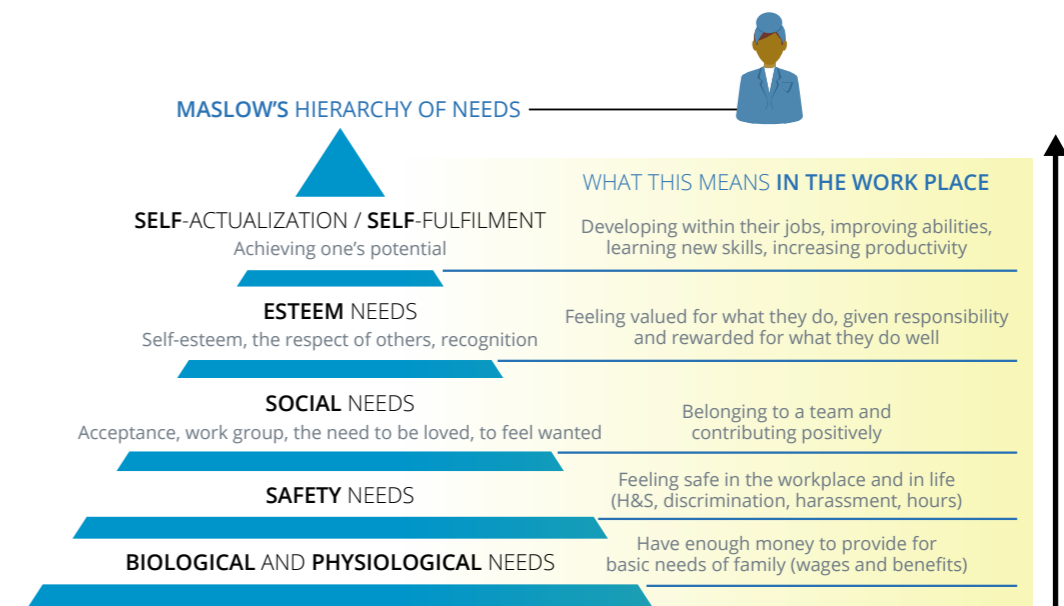 MASLOW'S HIERARCHY OF NEEDS
WHAT THIS MEANS IN THE WORK PLACE
SELF-ACTUALIZATION / SELF-FULFILMENT
Achieving one's potential
Developing within their jobs, improving abilities,
learning new skills, increasing productivity
ESTEEM NEEDS
Self-esteem, the respect of others, recognition
Feeling valued for what they do, given responsibility
and rewarded for what they do well
SOCIAL NEEDS
Acceptance, work group, the need to be loved, to feel wanted
Belonging to a team and
contributing positively
SAFETY NEEDS
Feeling safe in the workplace and in life
(H&S, discrimination, harassment, hours)
BIOLOGICAL AND PHYSIOLOGICAL NEEDS
Have enough money to provide for
basic needs of family (wages and benefits)